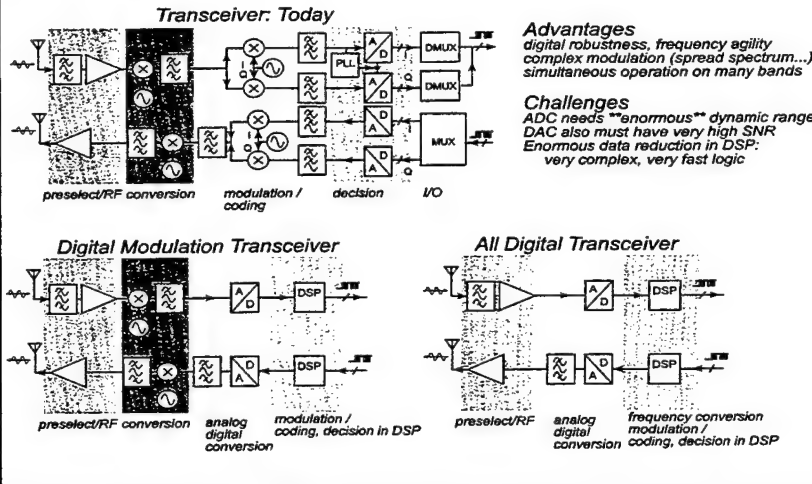 Transceiver: Today
I
Q
PLL
A
D
A
D
I
Q
DMUX
DMUX
I
Q
D
A
D
A
I
Q
MUX
preselect/RF conversion
modulation /
coding
decision
I/O
Advantages
digital robustness, frequency agility
complex modulation (spread spectrum...)
simultaneous operation on many bands
Challenges
ADC needs **enormous** dynamic range
DAC also must have very high SNR
Enormous data reduction in DSP:
very complex, very fast logic
Digital Modulation Transceiver
A
D
DSP
D
A
DSP
preselect/RF conversion
analog
digital
conversion
modulation /
coding, decision in DSP
All Digital Transceiver
A
D
DSP
D
A
DSP
preselect/RF
analog
digital
conversion
frequency conversion
modulation /
coding, decision in DSP